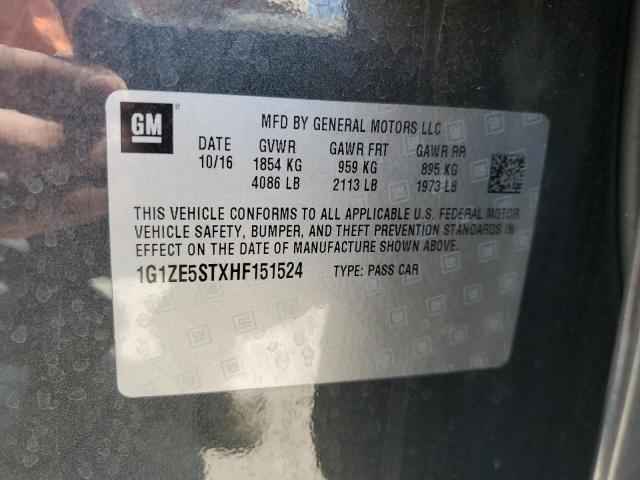 GM ®
MFD BY GENERAL MOTORS LLC
DATE GVWR GAWR FRT GAWR RR
10/16 1854 KG 959 KG 895 KG
4086 LB 2113 LB 1973 LB
THIS VEHICLE CONFORMS TO ALL APPLICABLE U.S. FEDERAL MOTOR
VEHICLE SAFETY, BUMPER, AND THEFT PREVENTION STANDARDS IN
EFFECT ON THE DATE OF MANUFACTURE SHOWN ABOVE.
1G1ZE5STXHF151524 TYPE: PASS CAR